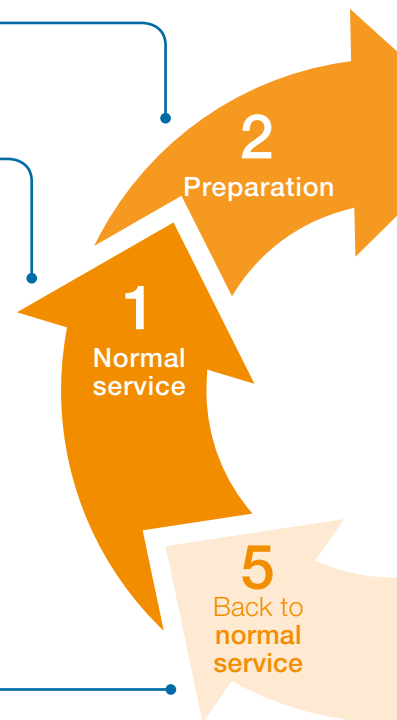 2
Preparation
1
Normal
service
5
Back to
normal
service